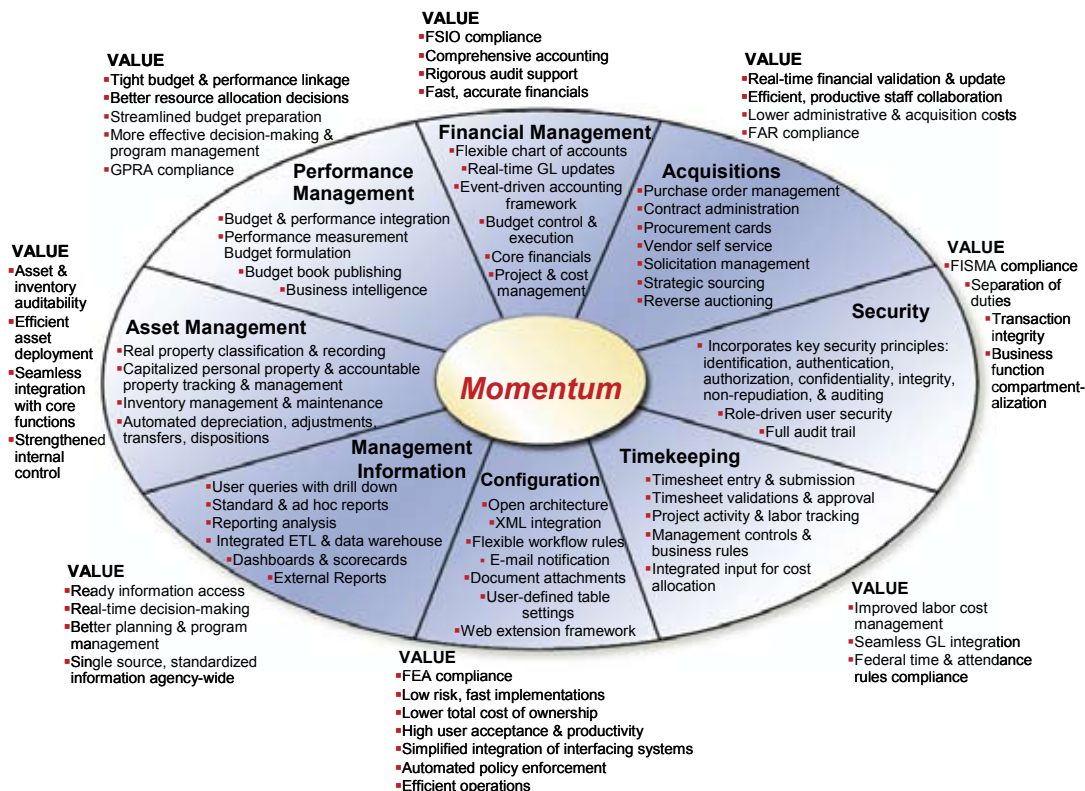 VALUE
▪FSIO compliance
▪Comprehensive accounting
▪Rigorous audit support
▪Fast, accurate financials
VALUE
▪Tight budget & performance linkage
▪Better resource allocation decisions
▪Streamlined budget preparation
▪More effective decision-making &
program management
▪GPRA compliance
VALUE
▪Real-time financial validation & update
▪Efficient, productive staff collaboration
▪Lower administrative & acquisition costs
▪FAR compliance
Financial Management
▪Flexible chart of accounts
▪Real-time GL updates
▪Event-driven accounting
framework
▪Budget control &
execution
▪Core financials
▪Project & cost
management
Performance
Management
▪Budget & performance integration
▪Performance measurement
Budget formulation
▪Budget book publishing
▪Business intelligence
Acquisitions
▪Purchase order management
▪Contract administration
▪Procurement cards
▪Vendor self service
▪Solicitation management
▪Strategic sourcing
▪Reverse auctioning
VALUE
▪Asset &
inventory
auditability
▪Efficient
asset
deployment
▪Seamless
integration
with core
functions
▪Strengthened
internal
control
Asset Management
▪Real property classification & recording
▪Capitalized personal property & accountable
property tracking & management
▪Inventory management & maintenance
▪Automated depreciation, adjustments,
transfers, dispositions
Momentum
Security
▪Incorporates key security principles:
identification, authentication,
authorization, confidentiality, integrity,
non-repudiation, & auditing
▪Role-driven user security
▪Full audit trail
VALUE
▪FISMA compliance
▪Separation of
duties
▪Transaction
integrity
▪Business
function
compartment-
alization
Management
Information
▪User queries with drill down
▪Standard & ad hoc reports
▪Reporting analysis
▪Integrated ETL & data warehouse
▪Dashboards & scorecards
▪External Reports
Configuration
▪Open architecture
▪XML integration
▪Flexible workflow rules
▪E-mail notification
▪Document attachments
▪User-defined table
settings
▪Web extension framework
Timekeeping
▪Timesheet entry & submission
▪Timesheet validations & approval
▪Project activity & labor tracking
▪Management controls &
business rules
▪Integrated input for cost
allocation
VALUE
▪Ready information access
▪Real-time decision-making
▪Better planning & program
management
▪Single source, standardized
information agency-wide
VALUE
▪FEA compliance
▪Low risk, fast implementations
▪Lower total cost of ownership
▪High user acceptance & productivity
▪Simplified integration of interfacing systems
▪Automated policy enforcement
▪Efficient operations
VALUE
▪Improved labor cost
management
▪Seamless GL integration
▪Federal time & attendance
rules compliance